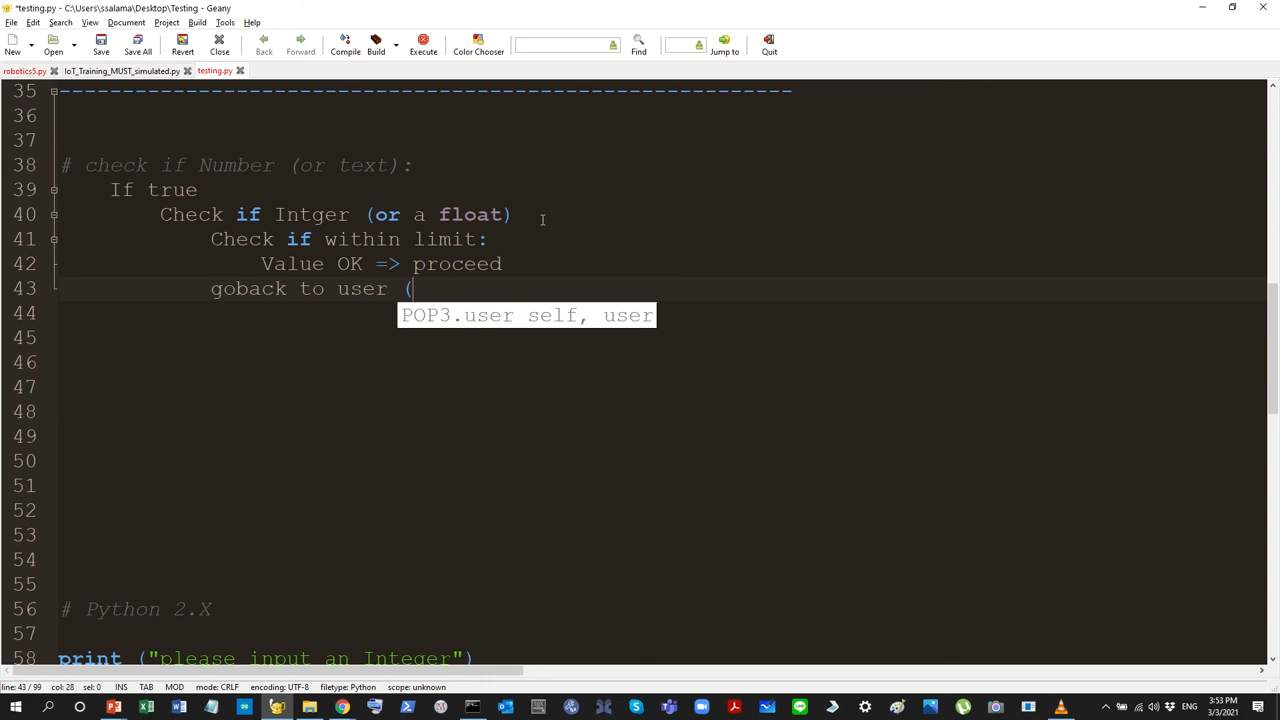 *testing.py - C:\Users\ssalama\Desktop\Testing - Geany
File Edit Search View Document Project Build Tools Help
New Open Save Save All Revert Close Back Forward Compile Build Execute Color Chooser Find Jump to Quit
robotics5.py IoT_Training_MUST_simulated.py testing.py
35 ----------------------------------------------------------
36
37
38 # check if Number (or text):
39 If true
40 Check if Intger (or a float)
41 Check if within limit:
42 Value OK => proceed
43 goback to user (
POP3.user self, user
44
45
46
47
48
49
50
51
52
53
54
55
56 # Python 2.X
57
58 print ("please input an Integer")
line: 43 / 99 col: 28 sel: 0 INS TAB MOD mode: CRLF encoding: UTF-8 filetype: Python scope: unknown
ENG 3:53 PM
3/3/2021